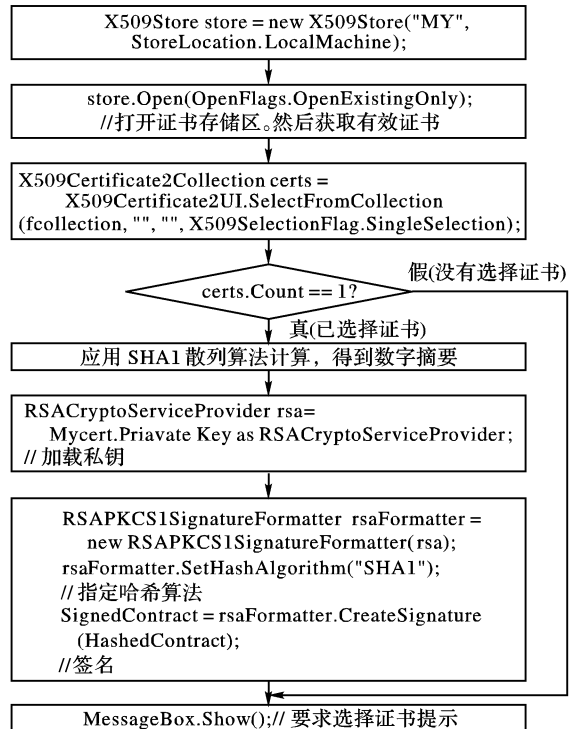 X509Store store = new X509Store("MY",
StoreLocation.LocalMachine);
store.Open(OpenFlags.OpenExistingOnly);
//打开证书存储区。然后获取有效证书
X509Certificate2Collection certs =
X509Certificate2UI.SelectFromCollection
(fcollection, "", "", X509SelectionFlag.SingleSelection);
假(没有选择证书)
certs.Count == 1?
真(已选择证书)
应用 SHA1 散列算法计算，得到数字摘要
RSACryptoServiceProvider rsa=
Mycert.Priavate Key as RSACryptoServiceProvider;
// 加载私钥
RSAPKCS1SignatureFormatter rsaFormatter =
new RSAPKCS1SignatureFormatter(rsa);
rsaFormatter.SetHashAlgorithm("SHA1");
// 指定哈希算法
SignedContract = rsaFormatter.CreateSignature
(HashedContract);
//签名
MessageBox.Show();// 要求选择证书提示